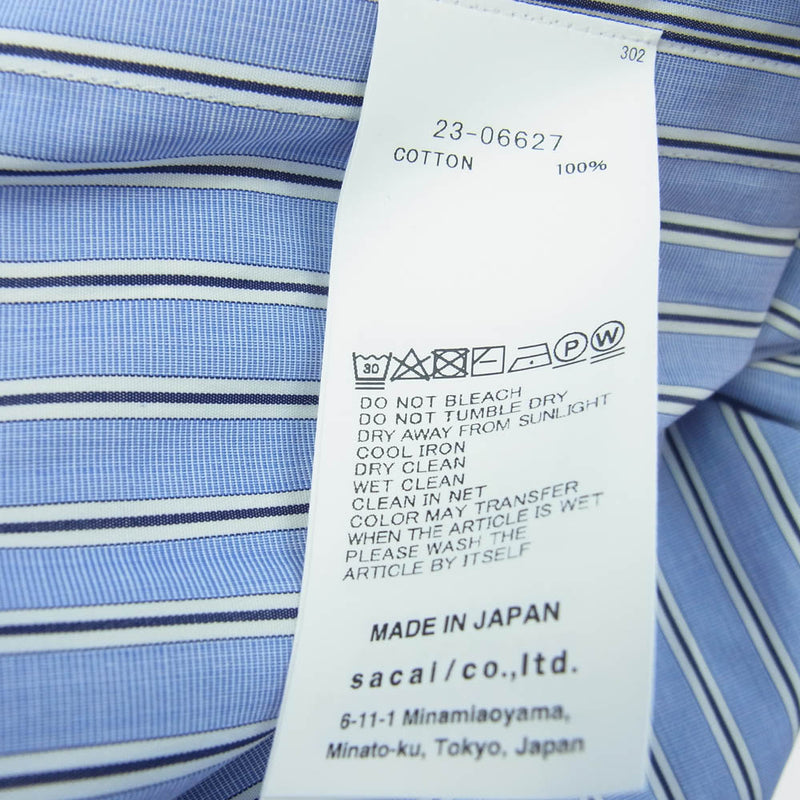 302
23-06627
COTTON 100%
30 P W
DO NOT BLEACH
DO NOT TUMBLE DRY
DRY AWAY FROM SUNLIGHT
COOL IRON
DRY CLEAN
WET CLEAN
CLEAN IN NET
COLOR MAY TRANSFER
WHEN THE ARTICLE IS WET
PLEASE WASH THE
ARTICLE BY ITSELF
MADE IN JAPAN
sacai/co.,ltd.
6-11-1 Minamiaoyama,
Minato-ku, Tokyo, Japan